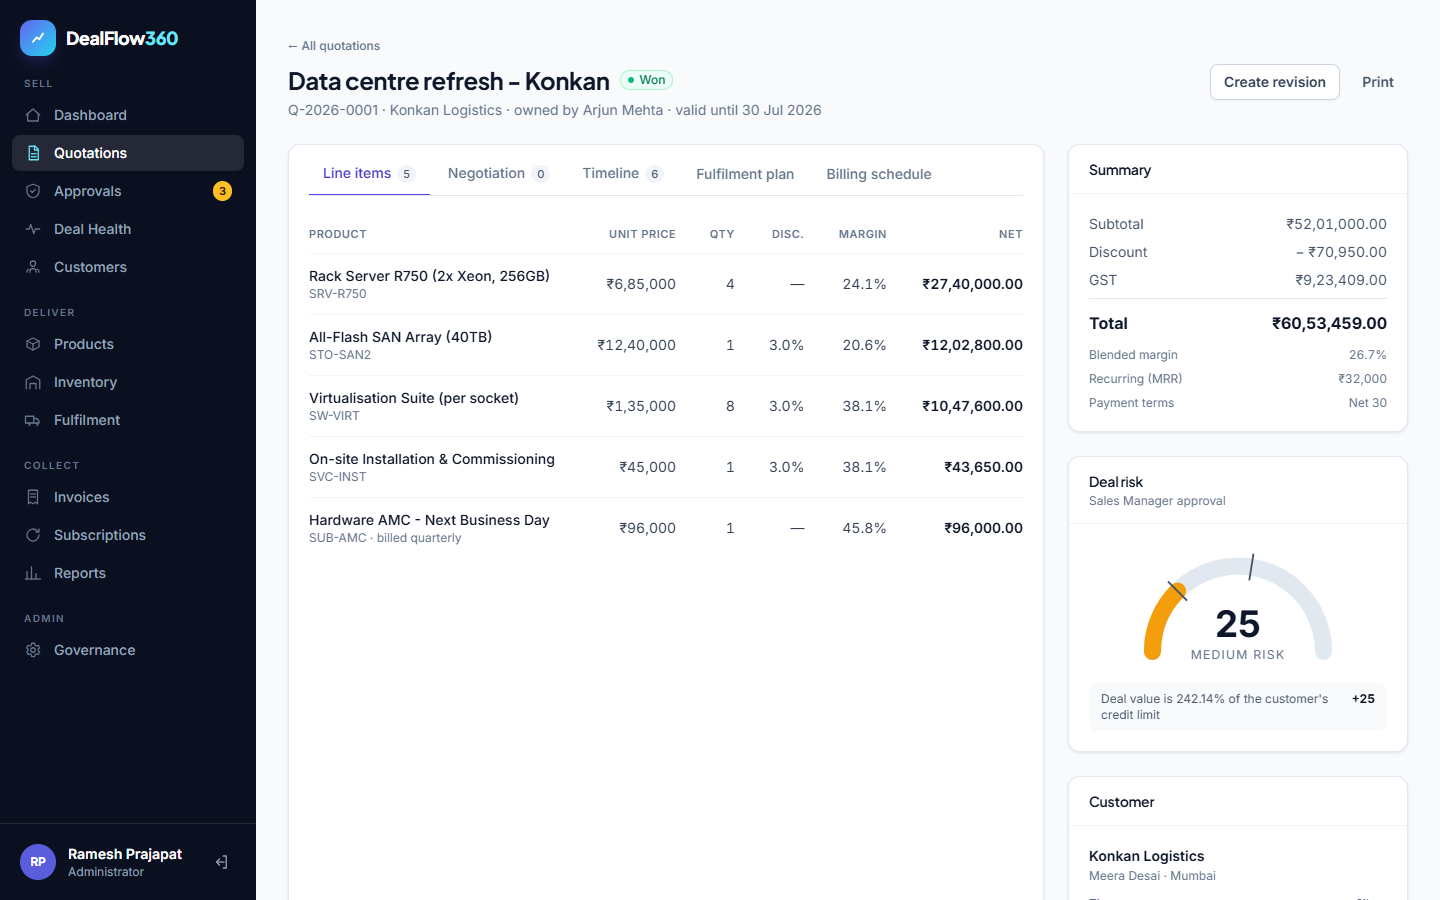 DealFlow360
SELL
Dashboard
Quotations
Approvals 3
Deal Health
Customers
DELIVER
Products
Inventory
Fulfilment
COLLECT
Invoices
Subscriptions
Reports
ADMIN
Governance
RP
Ramesh Prajapat
Administrator
← All quotations
Data centre refresh – Konkan Won
Q-2026-0001 · Konkan Logistics · owned by Arjun Mehta · valid until 30 Jul 2026
Create revision Print
Line items 5 Negotiation 0 Timeline 6 Fulfilment plan Billing schedule
PRODUCT UNIT PRICE QTY DISC. MARGIN NET
Rack Server R750 (2x Xeon, 256GB) ₹6,85,000 4 — 24.1% ₹27,40,000.00
SRV-R750
All-Flash SAN Array (40TB) ₹12,40,000 1 3.0% 20.6% ₹12,02,800.00
STO-SAN2
Virtualisation Suite (per socket) ₹1,35,000 8 3.0% 38.1% ₹10,47,600.00
SW-VIRT
On-site Installation & Commissioning ₹45,000 1 3.0% 38.1% ₹43,650.00
SVC-INST
Hardware AMC - Next Business Day ₹96,000 1 — 45.8% ₹96,000.00
SUB-AMC · billed quarterly
Summary
Subtotal ₹52,01,000.00
Discount − ₹70,950.00
GST ₹9,23,409.00
Total ₹60,53,459.00
Blended margin 26.7%
Recurring (MRR) ₹32,000
Payment terms Net 30
Deal risk
Sales Manager approval
25
MEDIUM RISK
Deal value is 242.14% of the customer's +25
credit limit
Customer
Konkan Logistics
Meera Desai · Mumbai